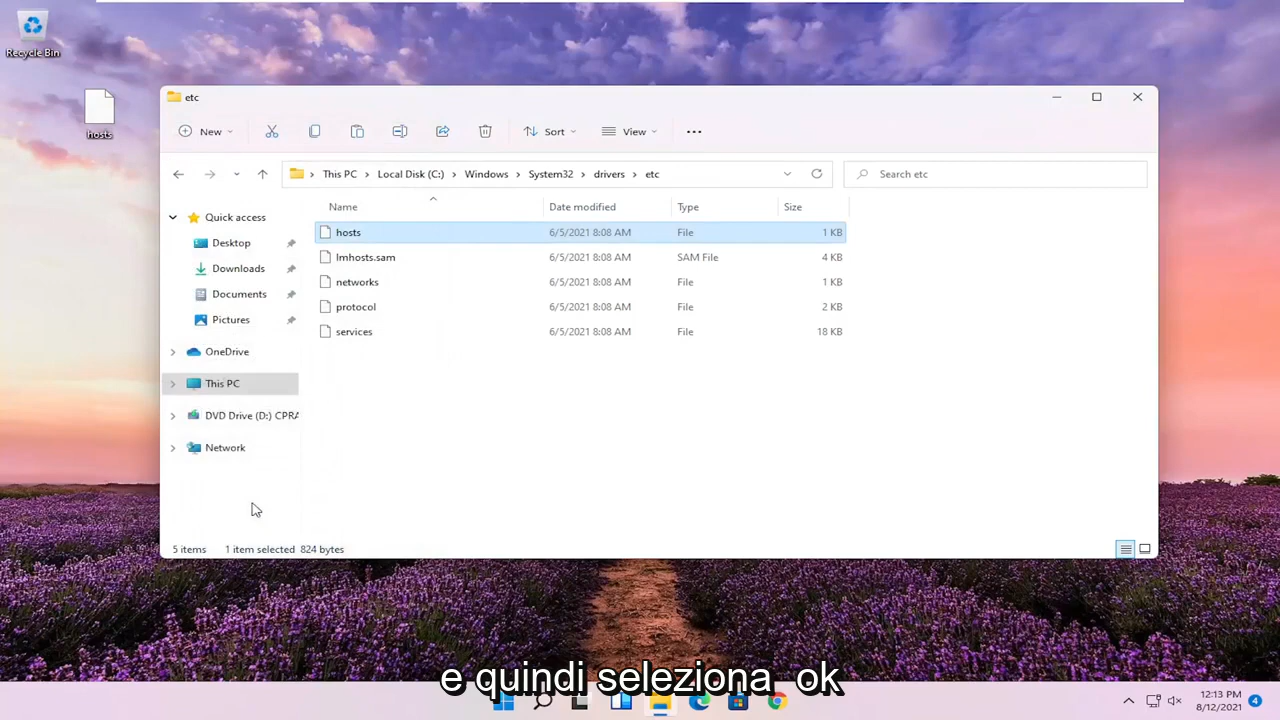 Recycle Bin
hosts
etc
New
Sort
View
This PC
Local Disk (C:)
Windows
System32
drivers
etc
Search etc
Name
Date modified
Type
Size
Quick access
Desktop
Downloads
Documents
Pictures
OneDrive
This PC
DVD Drive (D:) CPRA
Network
hosts 6/5/2021 8:08 AM File 1 KB
lmhosts.sam 6/5/2021 8:08 AM SAM File 4 KB
networks 6/5/2021 8:08 AM File 1 KB
protocol 6/5/2021 8:08 AM File 2 KB
services 6/5/2021 8:08 AM File 18 KB
5 items 1 item selected 824 bytes
e quindi seleziona ok
12:13 PM
8/12/2021
4